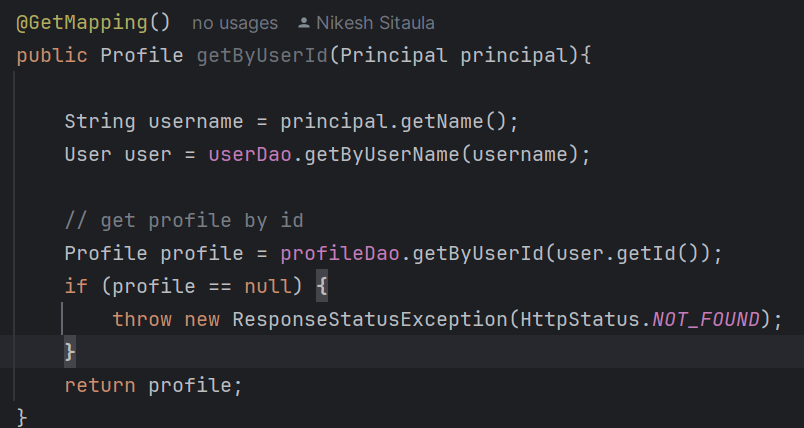 @GetMapping() no usages Nikesh Sitaula
public Profile getByUserId(Principal principal){
String username = principal.getName();
User user = userDao.getByUserName(username);
// get profile by id
Profile profile = profileDao.getByUserId(user.getId());
if (profile == null) {
throw new ResponseStatusException(HttpStatus.NOT_FOUND);
}
return profile;
}